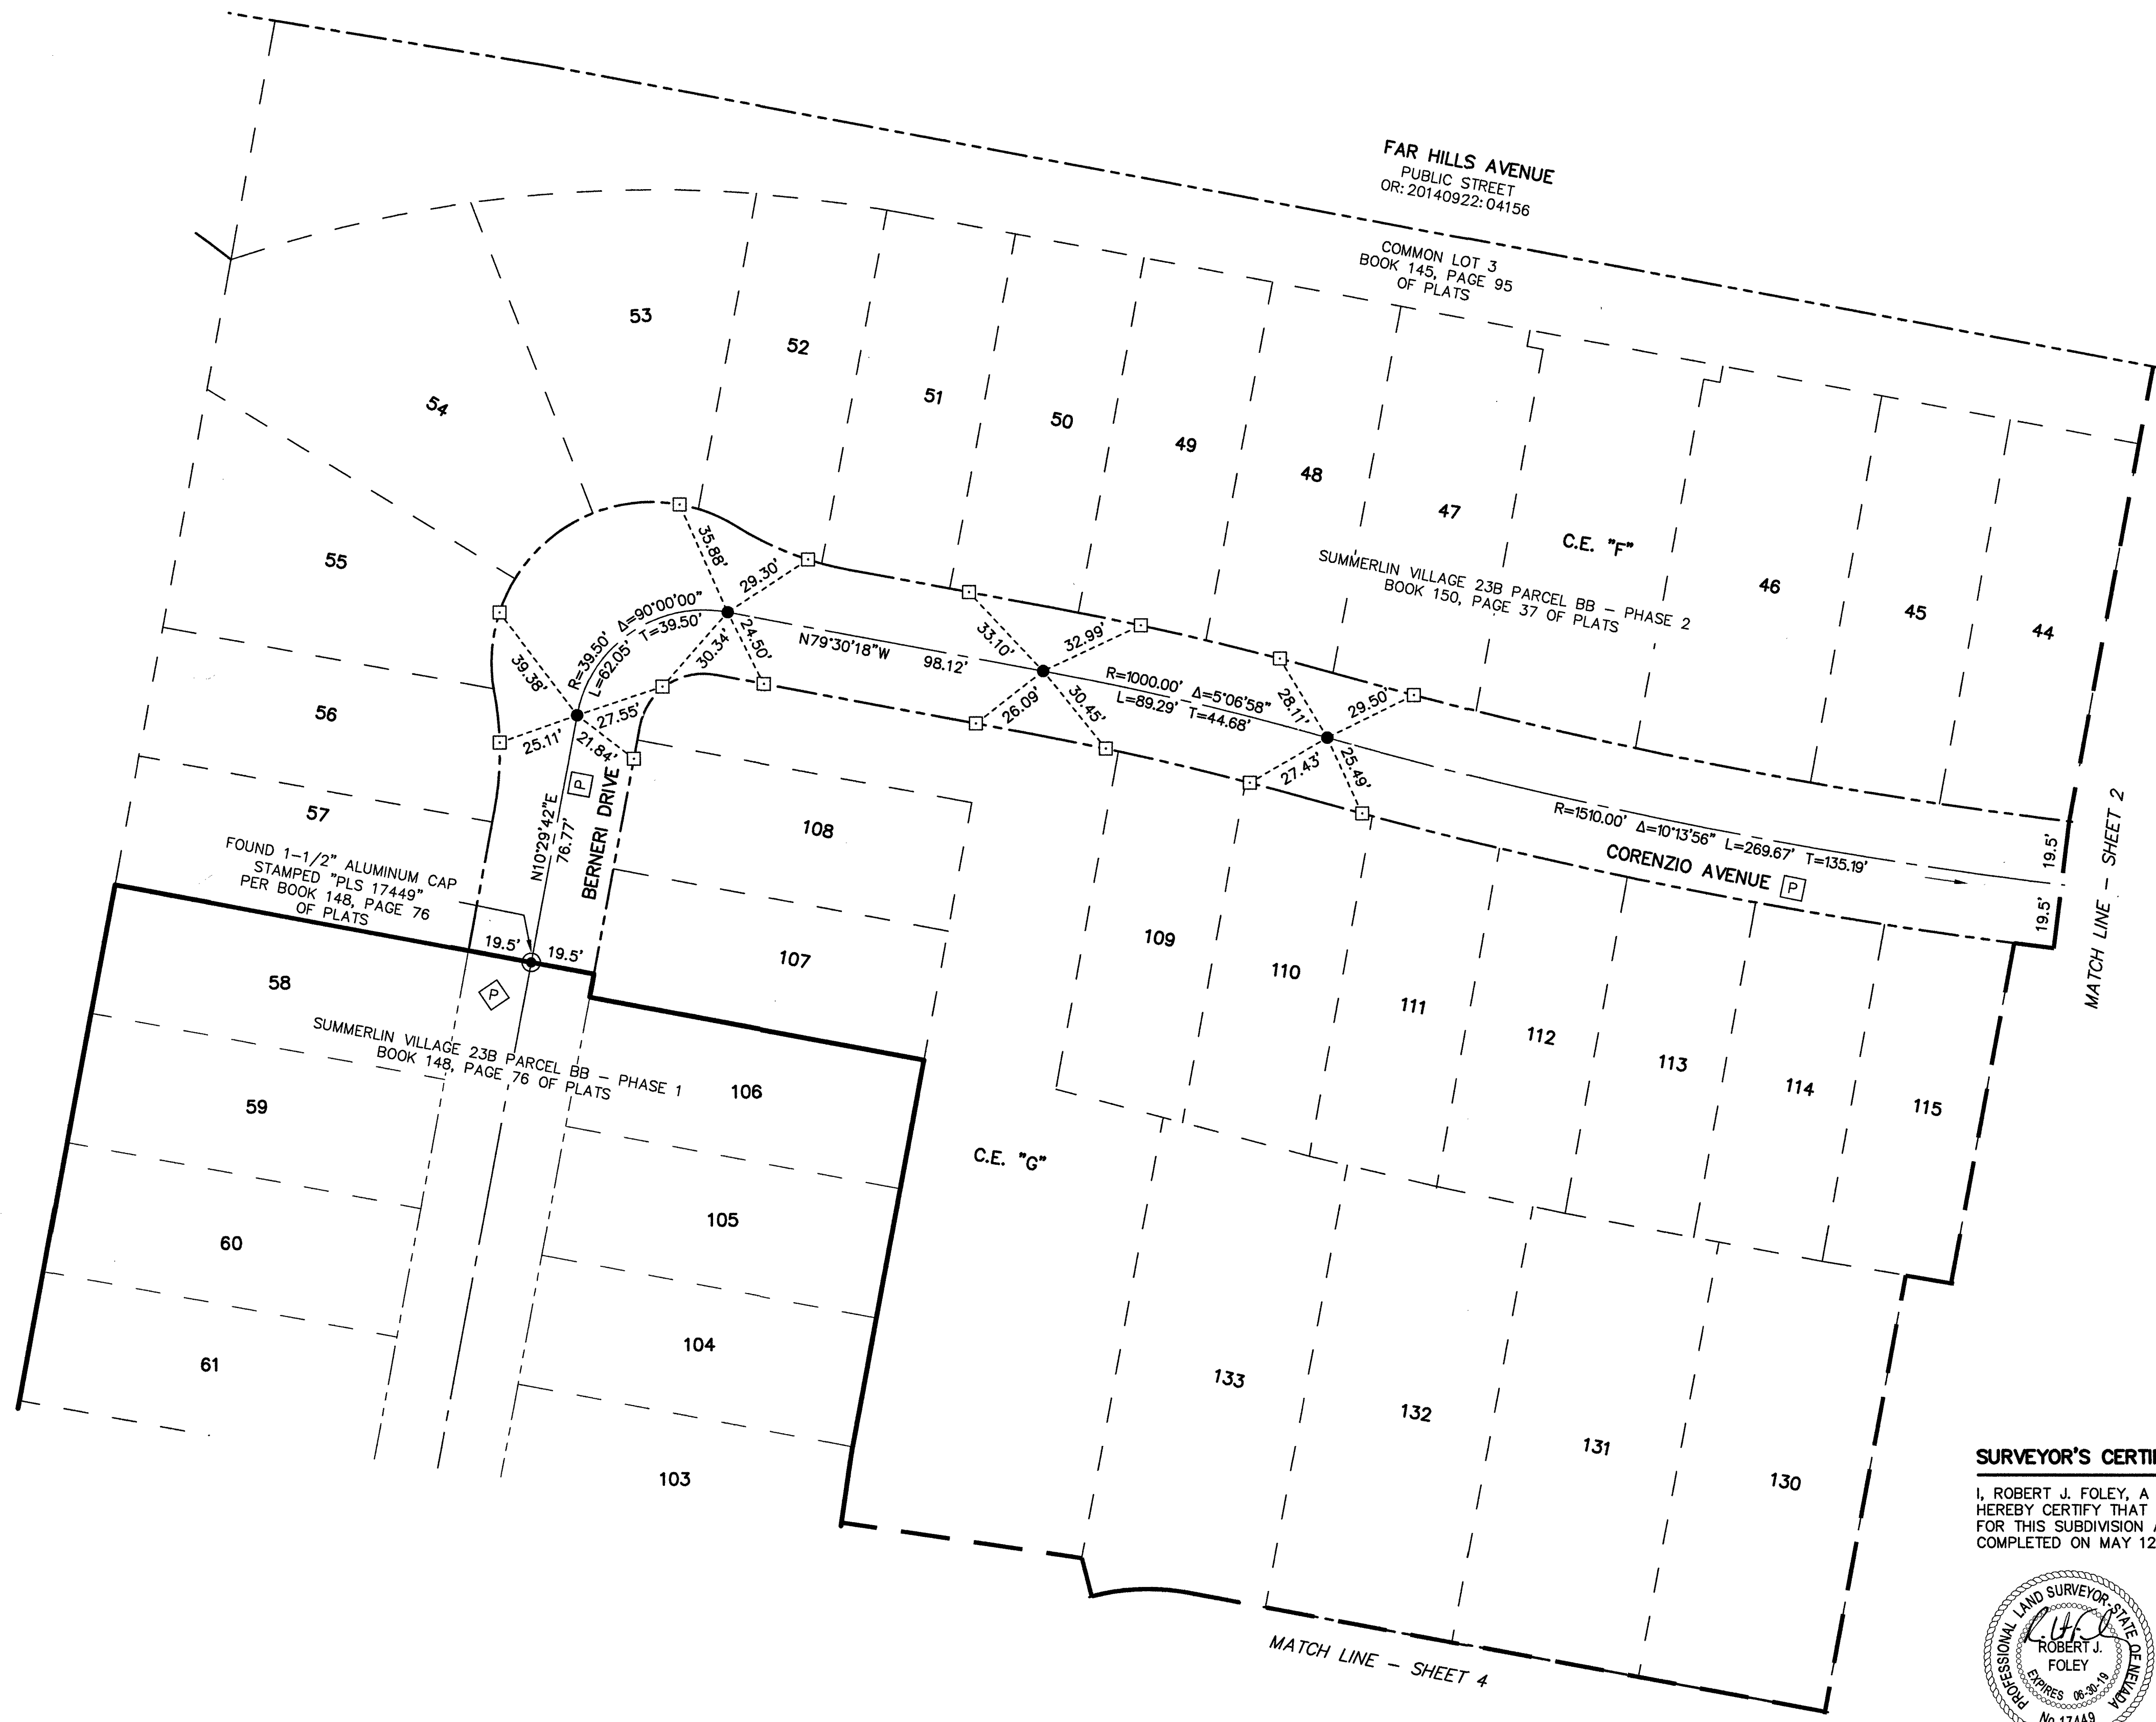 FAR HILLS AVENUE
PUBLIC STREET
OR: 20140922: 04156
COMMON LOT 3
BOOK 145, PAGE 95
OF PLATS
53
52
54
51
50
49
48
47
C.E. "F"
46
45
44
SUMMERLIN VILLAGE 23B PARCEL BB – PHASE 2
BOOK 150, PAGE 37 OF PLATS
55
56
57
35.88'
29.30'
R=39.50' Δ=90°00'00"
L=62.05' T=39.50'
30.34'
24.50'
39.38'
27.55'
25.11'
21.84'
N79°30'18"W 98.12'
33.10'
32.99'
26.09'
30.45'
R=1000.00' Δ=5°06'58"
L=89.29' T=44.68'
28.11'
29.50'
27.43'
25.49'
R=1510.00' Δ=10°13'56" L=269.67' T=135.19'
CORENZIO AVENUE P
19.5'
19.5'
MATCH LINE – SHEET 2
P
N10°29'42"E
76.77'
BERNERI DRIVE
FOUND 1-1/2" ALUMINUM CAP
STAMPED "PLS 17449"
PER BOOK 148, PAGE 76
OF PLATS
19.5'
19.5'
P
108
107
109
110
111
112
113
114
115
58
SUMMERLIN VILLAGE 23B PARCEL BB – PHASE 1
BOOK 148, PAGE 76 OF PLATS
59
60
61
106
105
104
103
C.E. "G"
133
132
131
130
MATCH LINE – SHEET 4
SURVEYOR'S CERTI
I, ROBERT J. FOLEY, A
HEREBY CERTIFY THAT
FOR THIS SUBDIVISION
COMPLETED ON MAY 12
PROFESSIONAL LAND SURVEYOR-STATE OF NEVADA
ROBERT J.
FOLEY
EXPIRES 06-30-19
No. 17449